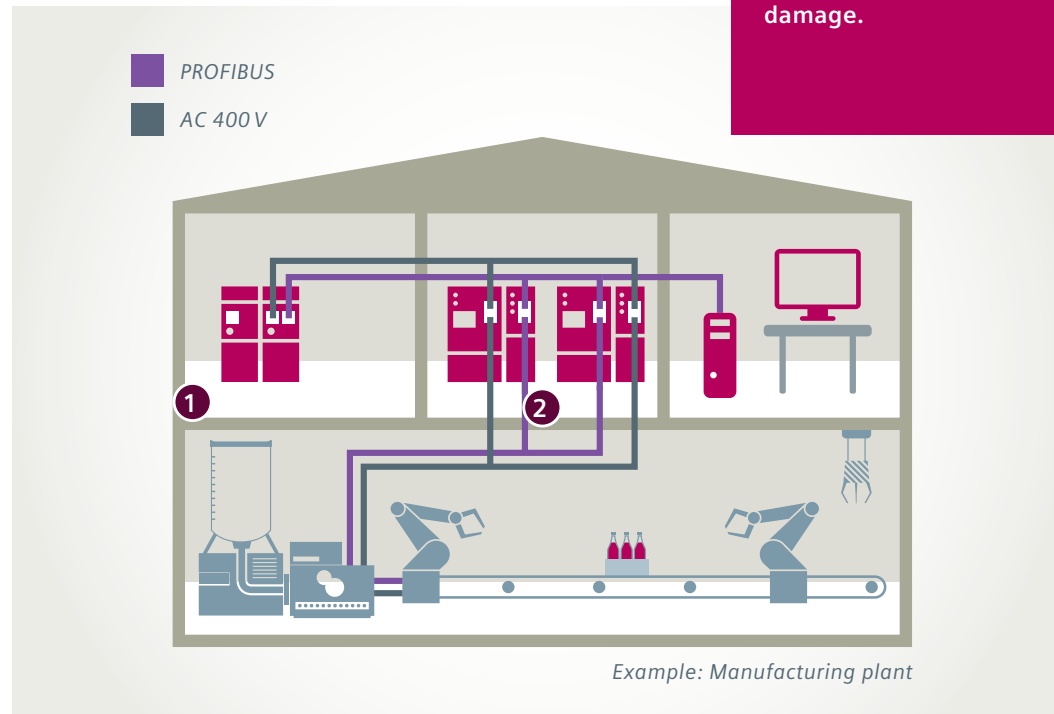 damage.
PROFIBUS
AC 400 V
1
2
Example: Manufacturing plant